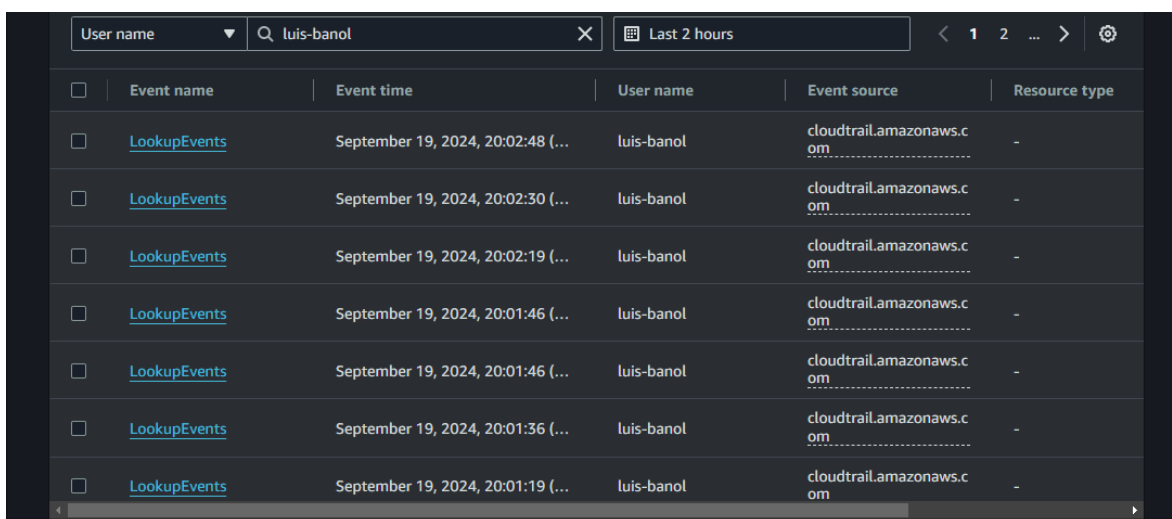 User name luis-banol Last 2 hours 1 2 ...
Event name Event time User name Event source Resource type
LookupEvents September 19, 2024, 20:02:48 (... luis-banol cloudtrail.amazonaws.c
om -
LookupEvents September 19, 2024, 20:02:30 (... luis-banol cloudtrail.amazonaws.c
om -
LookupEvents September 19, 2024, 20:02:19 (... luis-banol cloudtrail.amazonaws.c
om -
LookupEvents September 19, 2024, 20:01:46 (... luis-banol cloudtrail.amazonaws.c
om -
LookupEvents September 19, 2024, 20:01:46 (... luis-banol cloudtrail.amazonaws.c
om -
LookupEvents September 19, 2024, 20:01:36 (... luis-banol cloudtrail.amazonaws.c
om -
LookupEvents September 19, 2024, 20:01:19 (... luis-banol cloudtrail.amazonaws.c
om -